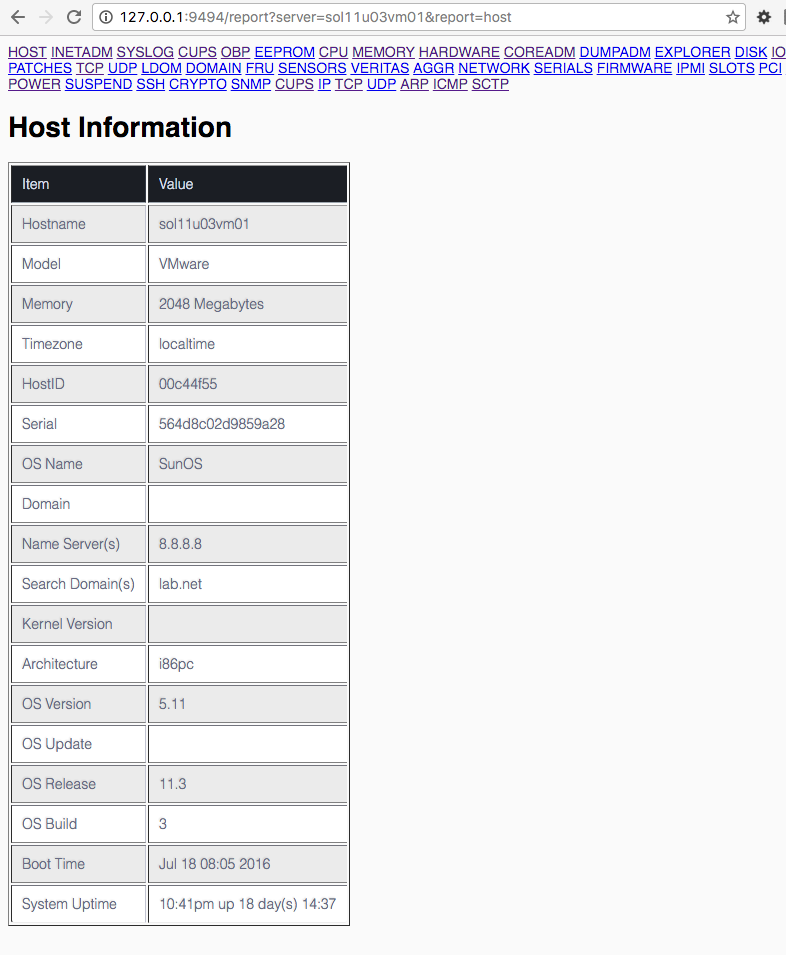 127.0.0.1:9494/report?server=sol11u03vm01&report=host
HOST INETADM SYSLOG CUPS OBP EEPROM CPU MEMORY HARDWARE COREADM DUMPADM EXPLORER DISK IO
PATCHES TCP UDP LDOM DOMAIN FRU SENSORS VERITAS AGGR NETWORK SERIALS FIRMWARE IPMI SLOTS PCI
POWER SUSPEND SSH CRYPTO SNMP CUPS IP TCP UDP ARP ICMP SCTP
Host Information
Item Value
Hostname sol11u03vm01
Model VMware
Memory 2048 Megabytes
Timezone localtime
HostID 00c44f55
Serial 564d8c02d9859a28
OS Name SunOS
Domain
Name Server(s) 8.8.8.8
Search Domain(s) lab.net
Kernel Version
Architecture i86pc
OS Version 5.11
OS Update
OS Release 11.3
OS Build 3
Boot Time Jul 18 08:05 2016
System Uptime 10:41pm up 18 day(s) 14:37